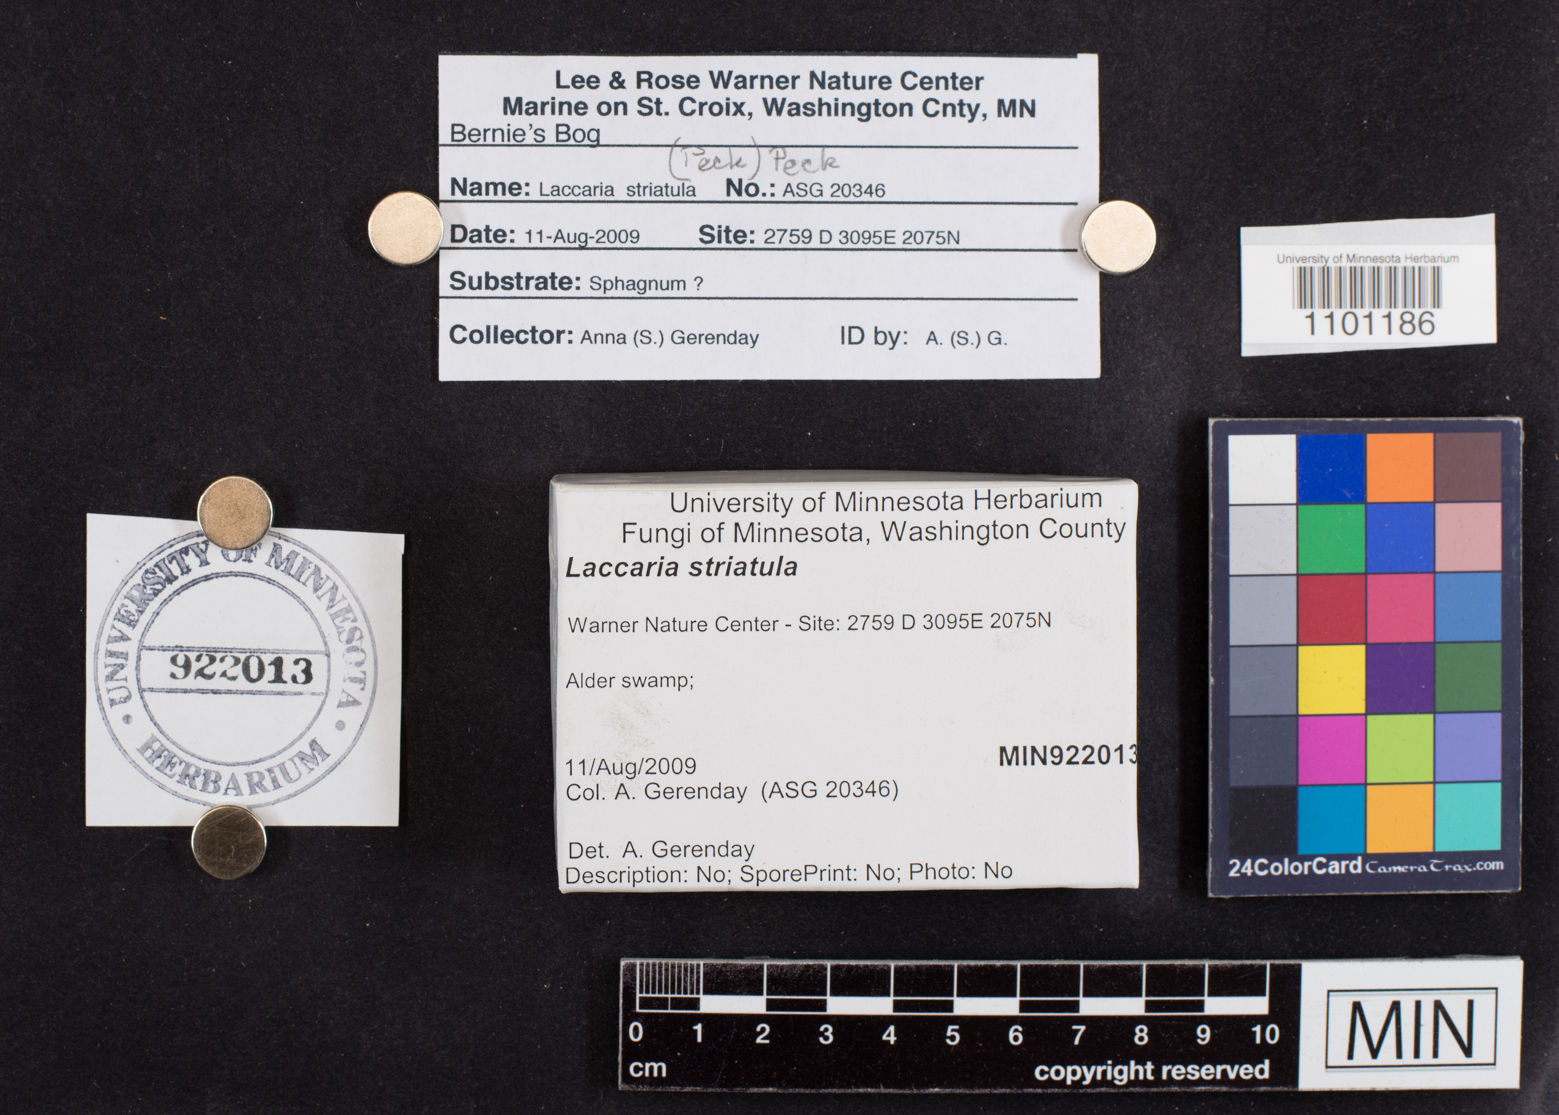 Lee & Rose Warner Nature Center
Marine on St. Croix, Washington Cnty, MN
Bernie's Bog
(Peck) Peck
Name: Laccaria striatula No.: ASG 20346
Date: 11-Aug-2009 Site: 2759 D 3095E 2075N
Substrate: Sphagnum ?
Collector: Anna (S.) Gerenday ID by: A. (S.) G.
University of Minnesota Herbarium
1101186
UNIVERSITY OF MINNESOTA
922013
HERBARIUM
University of Minnesota Herbarium
Fungi of Minnesota, Washington County
Laccaria striatula
Warner Nature Center - Site: 2759 D 3095E 2075N
Alder swamp;
MIN922013
11/Aug/2009
Col. A. Gerenday (ASG 20346)
Det. A. Gerenday
Description: No; SporePrint: No; Photo: No
24ColorCard CameraTrax.com
0 1 2 3 4 5 6 7 8 9 10
cm copyright reserved
MIN